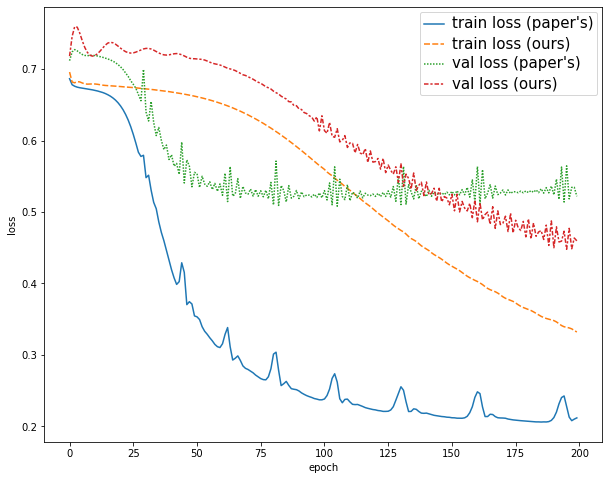 train loss (paper's)
train loss (ours)
val loss (paper's)
val loss (ours)
0.7
0.6
0.5
0.4
0.3
0.2
loss
0 25 50 75 100 125 150 175 200
epoch